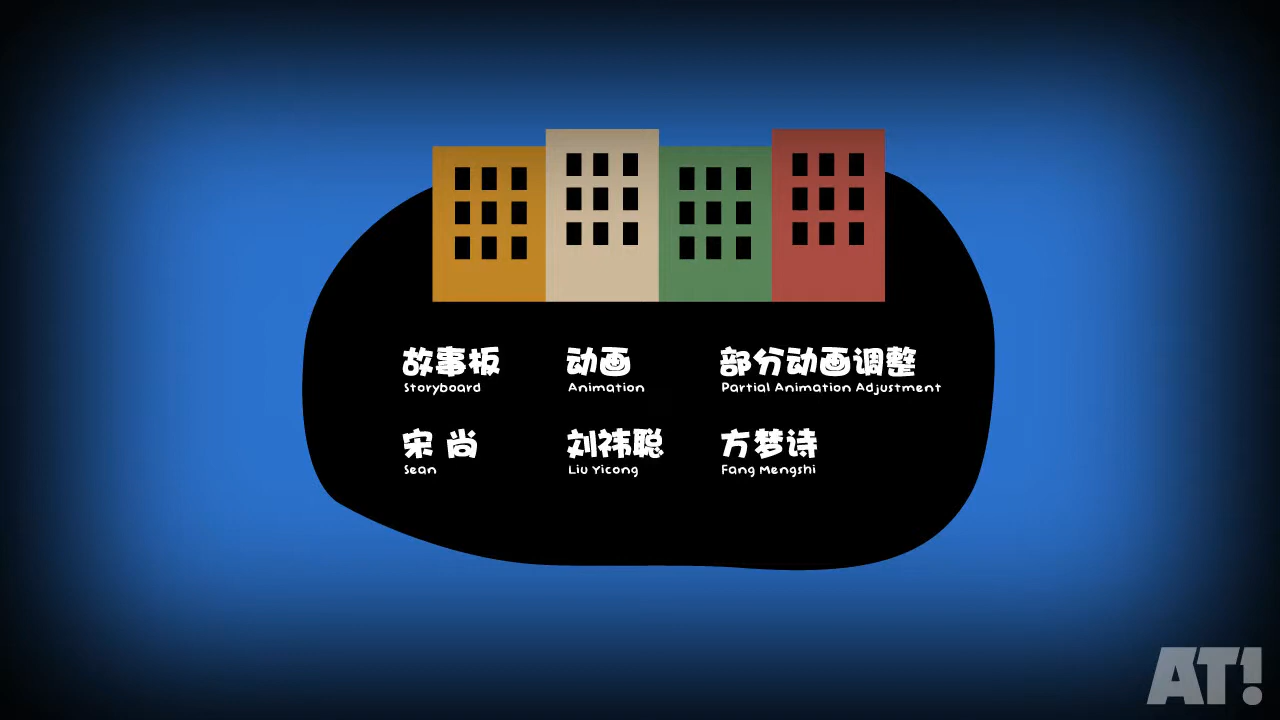 故事板 动画 部分动画调整
Storyboard Animation Partial Animation Adjustment
宋 尚 刘祎聪 方梦诗
Sean Liu Yicong Fang Mengshi
AT!